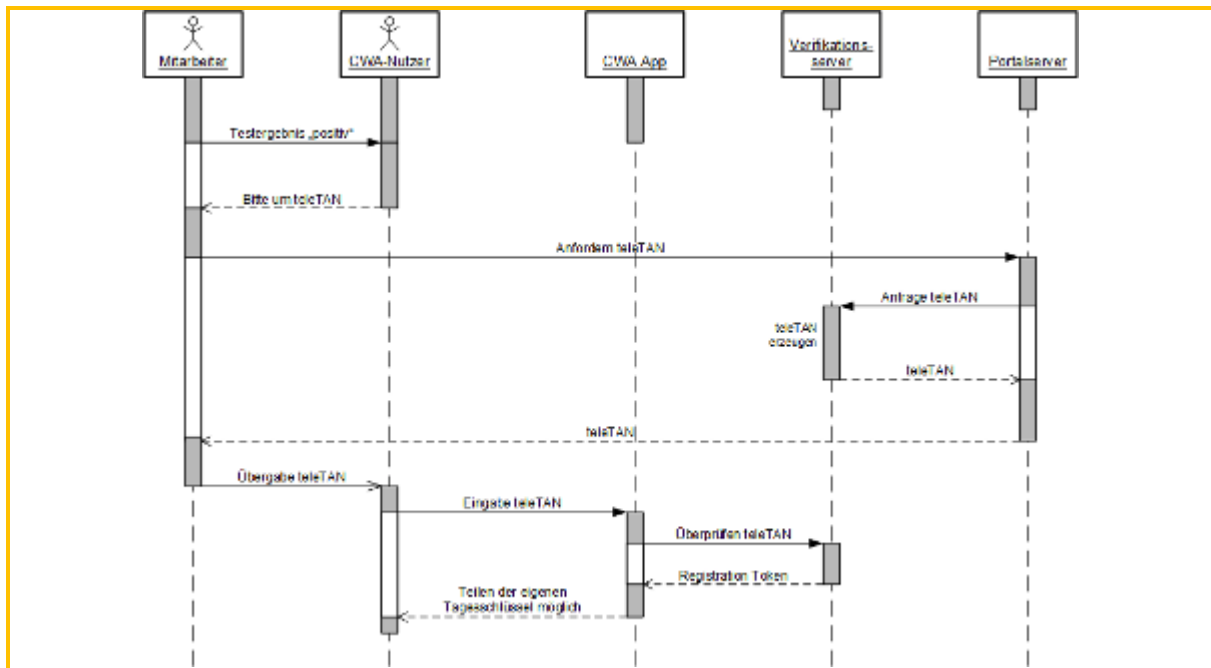 Mitarbeiter
CWA-Nutzer
CWA App
Verifikations-
server
Portalserver
Testergebnis „positiv“
Bitte um teleTAN
Anfordern teleTAN
Anfrage teleTAN
teleTAN
erzeugen
teleTAN
teleTAN
Übergabe teleTAN
Eingabe teleTAN
Überprüfen teleTAN
Registration Token
Teilen der eigenen
Tagesschlüssel möglich